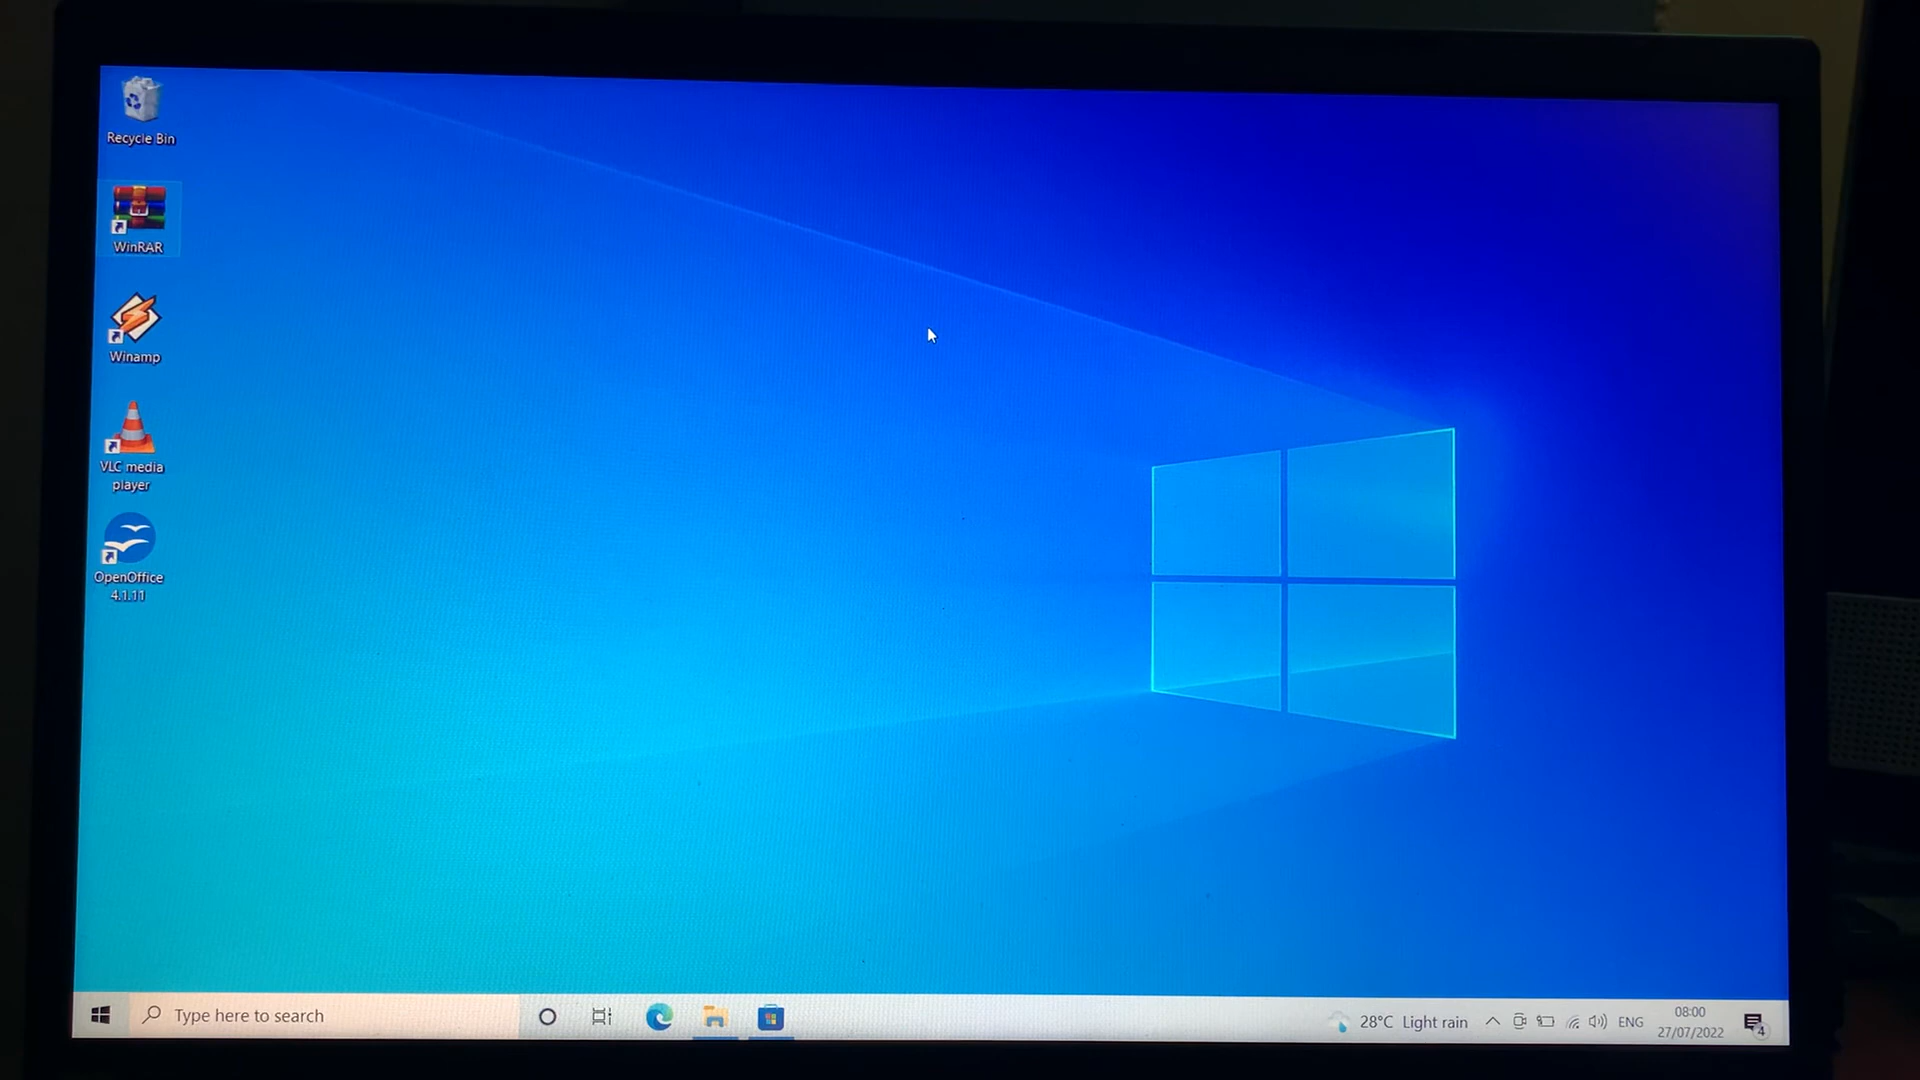 Recycle Bin
WinRAR
Winamp
VLC media
player
OpenOffice
4.1.11
Type here to search
28°C Light rain
ENG
08:00
27/07/2022
4